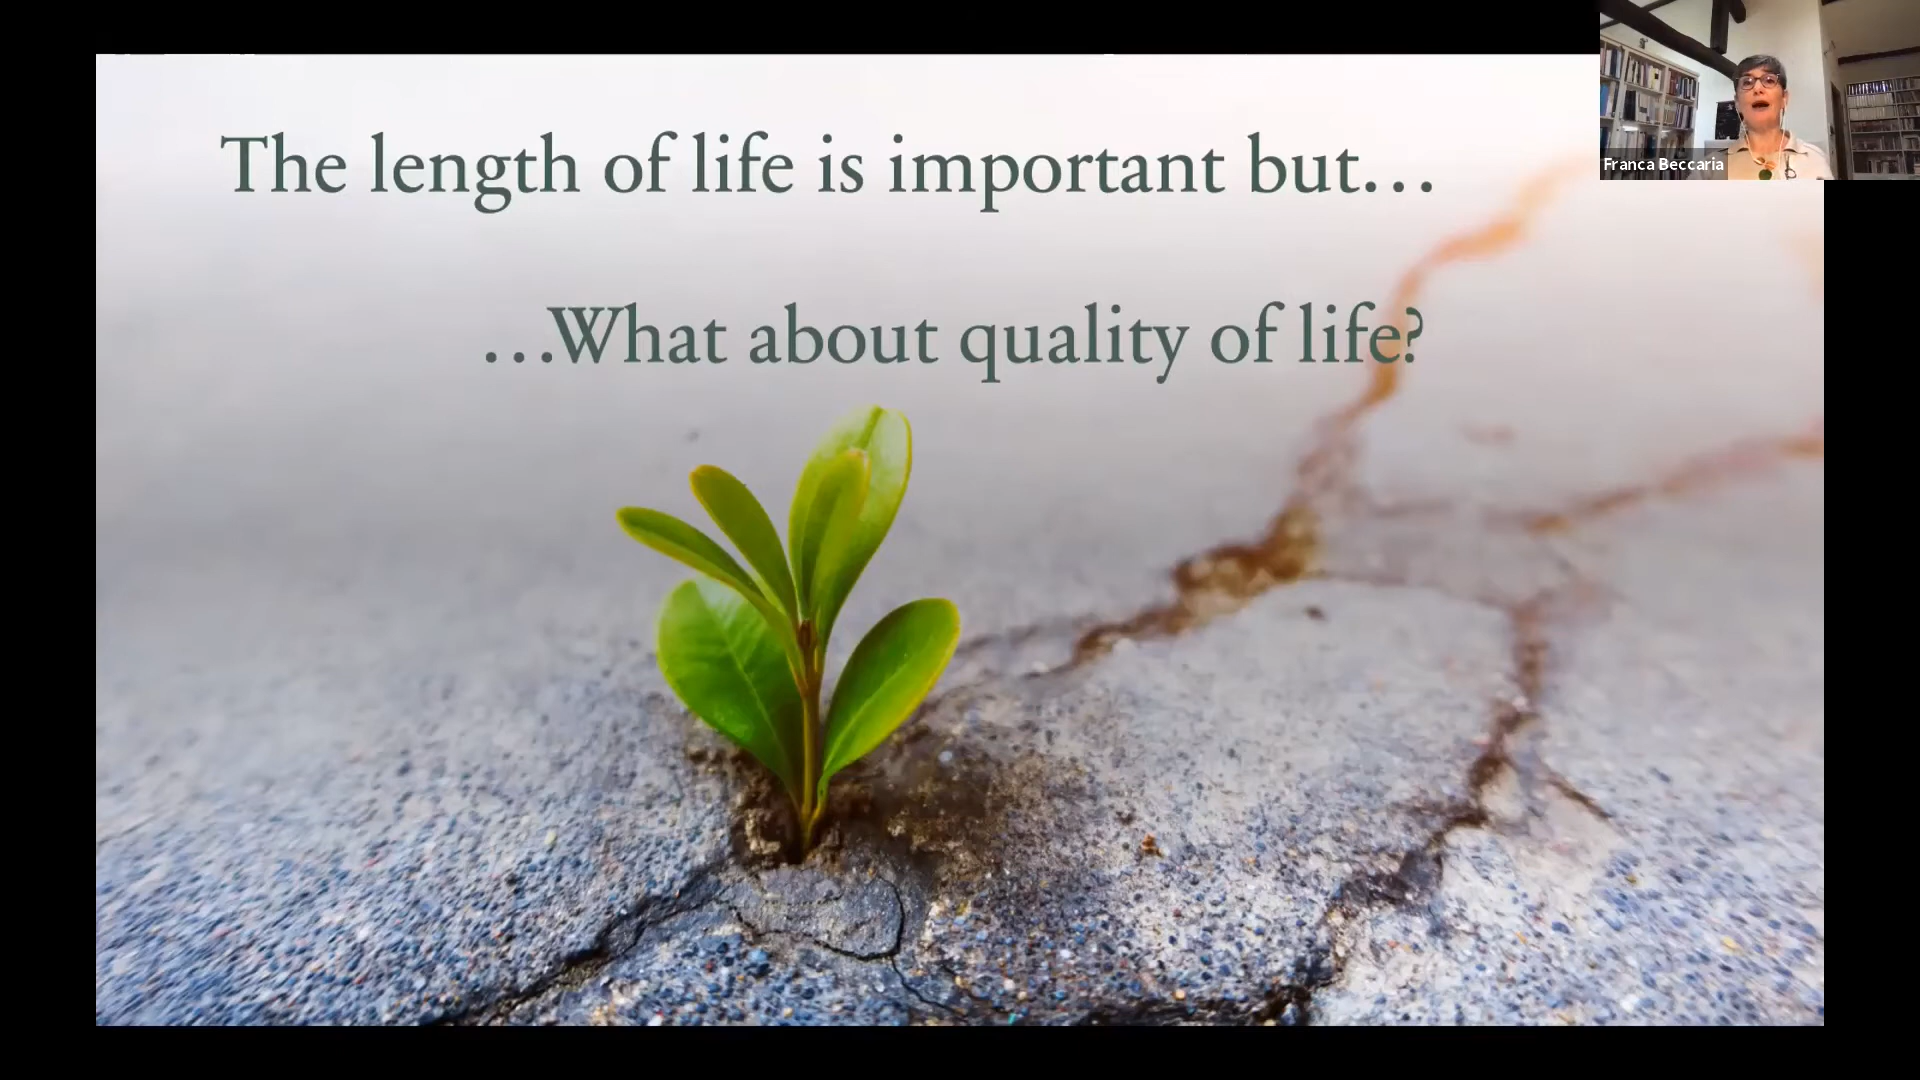 The length of life is important but…
…What about quality of life?
Franca Beccaria